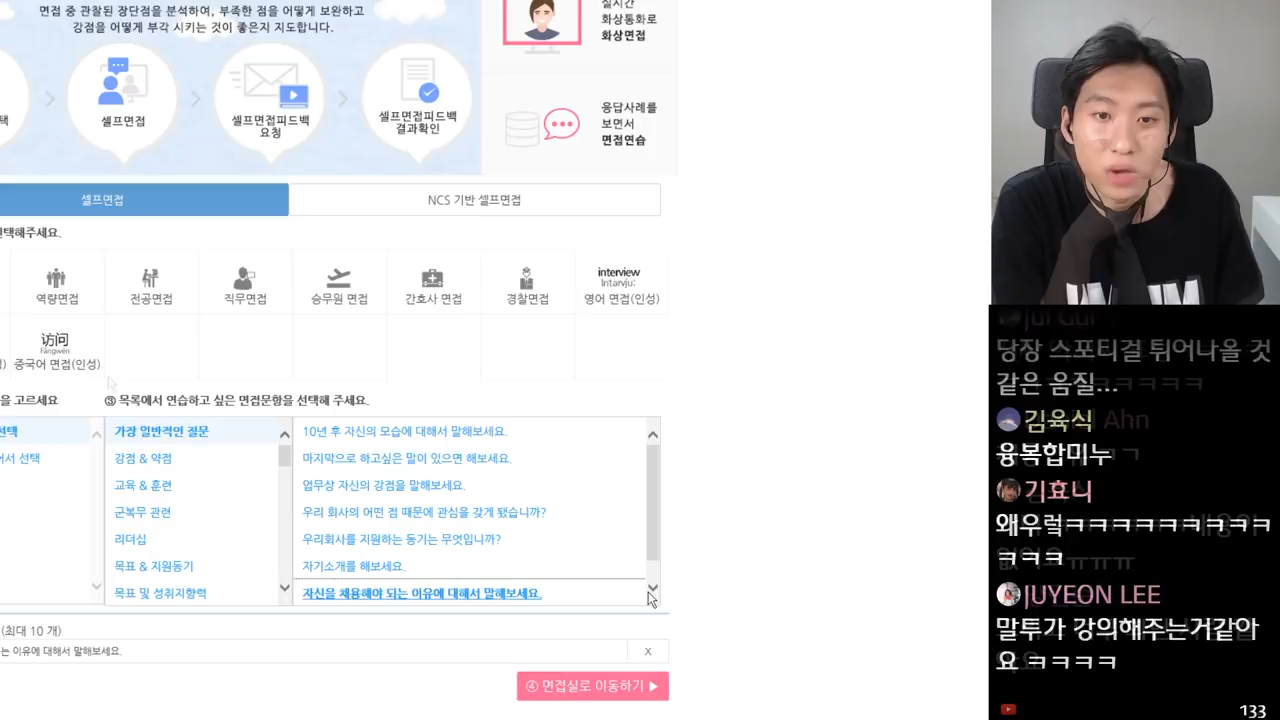 면접 중 관찰된 장단점을 분석하여, 부족한 점을 어떻게 보완하고
강점을 어떻게 부각 시키는 것이 좋은지 지도합니다.
택
셀프면접
셀프면접피드백
요청
셀프면접피드백
결과확인
실시간
화상통화로
화상면접
응답사례를
보면서
면접연습
셀프면접
NCS 기반 셀프면접
선택해주세요.
역량면접
전공면접
직무면접
승무원 면접
간호사 면접
경찰면접
interview
Intərvju:
영어 면접(인성)
访问
Fǎngwèn
중국어 면접(인성)
을 고르세요
③ 목록에서 연습하고 싶은 면접문항을 선택해 주세요.
선택
서 선택
가장 일반적인 질문
강점 & 약점
교육 & 훈련
군복무 관련
리더십
목표 & 지원동기
목표 및 성취지향력
10년 후 자신의 모습에 대해서 말해보세요.
마지막으로 하고싶은 말이 있으면 해보세요.
업무상 자신의 강점을 말해보세요.
우리 회사의 어떤 점 때문에 관심을 갖게 됐습니까?
우리회사를 지원하는 동기는 무엇입니까?
자기소개를 해보세요.
자신을 채용해야 되는 이유에 대해서 말해보세요.
(최대 10 개)
는 이유에 대해서 말해보세요.
X
④ 면접실로 이동하기 ▶
당장 스포티걸 튀어나올 것
같은 음질...
김육식
융복합미누
기효니
왜우럭ㅋㅋㅋㅋㅋㅋㅋㅋㅋ
ㅋㅋㅋ
JUYEON LEE
말투가 강의해주는거같아
요 ㅋㅋㅋㅋ
133